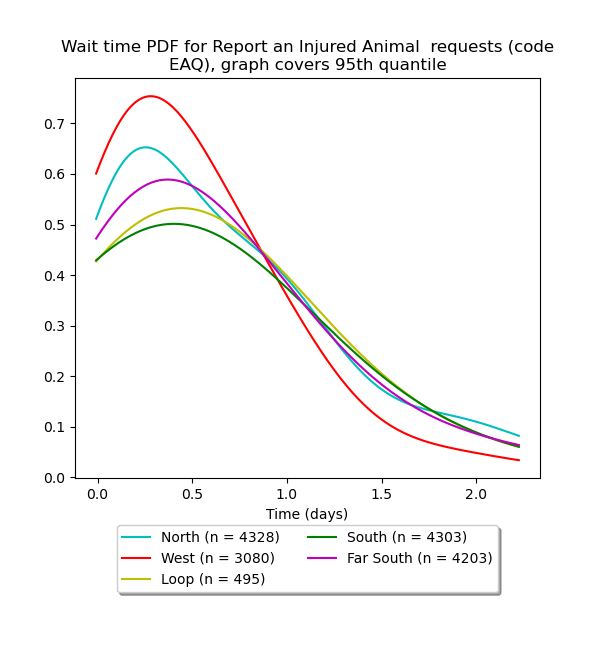 Wait time PDF for Report an Injured Animal  requests (code
EAQ), graph covers 95th quantile
0.7
0.6
0.5
0.4
0.3
0.2
0.1
0.0
0.0 0.5 1.0 1.5 2.0
Time (days)
North (n = 4328) South (n = 4303)
West (n = 3080) Far South (n = 4203)
Loop (n = 495)